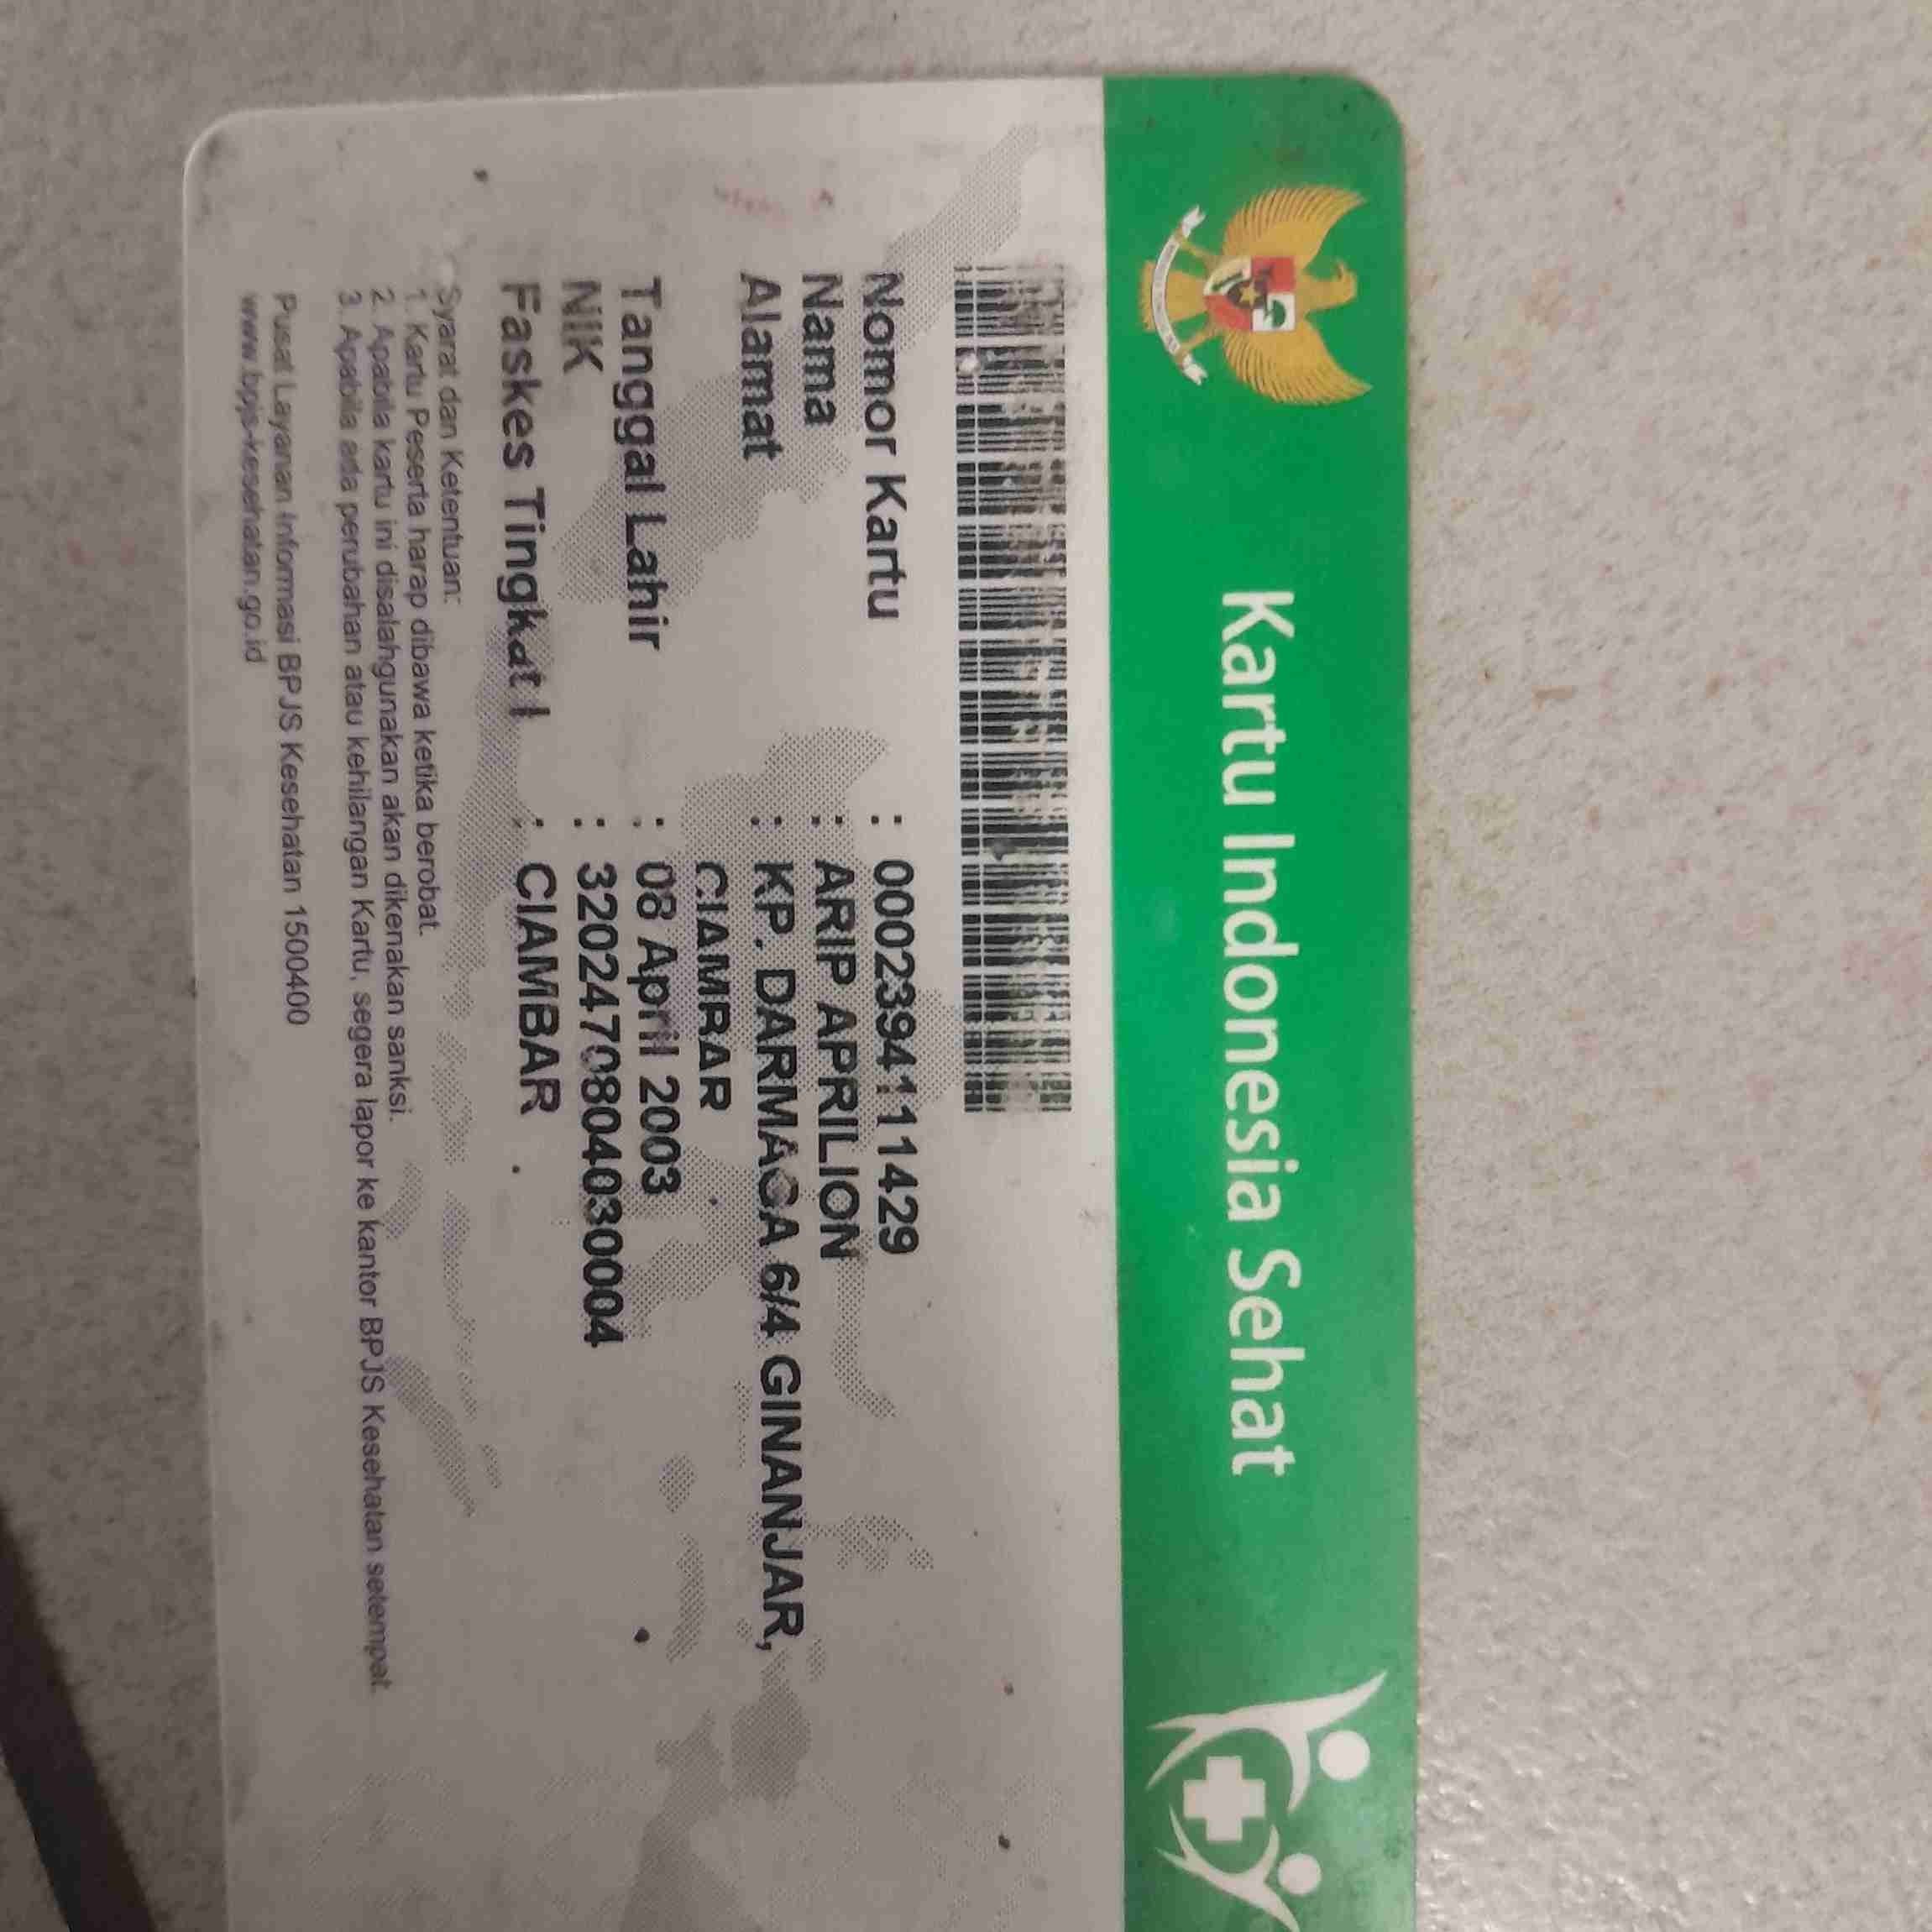 Kartu Indonesia Sehat
Nomor Kartu : 0002394111429
Nama : ARIP APRILION
Alamat : KP. DARMAGA 6/4 GINANJAR,
CIAMBAR
Tanggal Lahir : 08 April 2003
NIK : 3202470804030004
Faskes Tingkat I : CIAMBAR
Syarat dan Ketentuan:
1. Kartu Peserta harap dibawa ketika berobat.
2. Apabila kartu ini disalahgunakan akan dikenakan sanksi.
3. Apabila ada perubahan atau kehilangan Kartu, segera lapor ke kantor BPJS Kesehatan setempat.
Pusat Layanan Informasi BPJS Kesehatan 1500400
www.bpjs-kesehatan.go.id